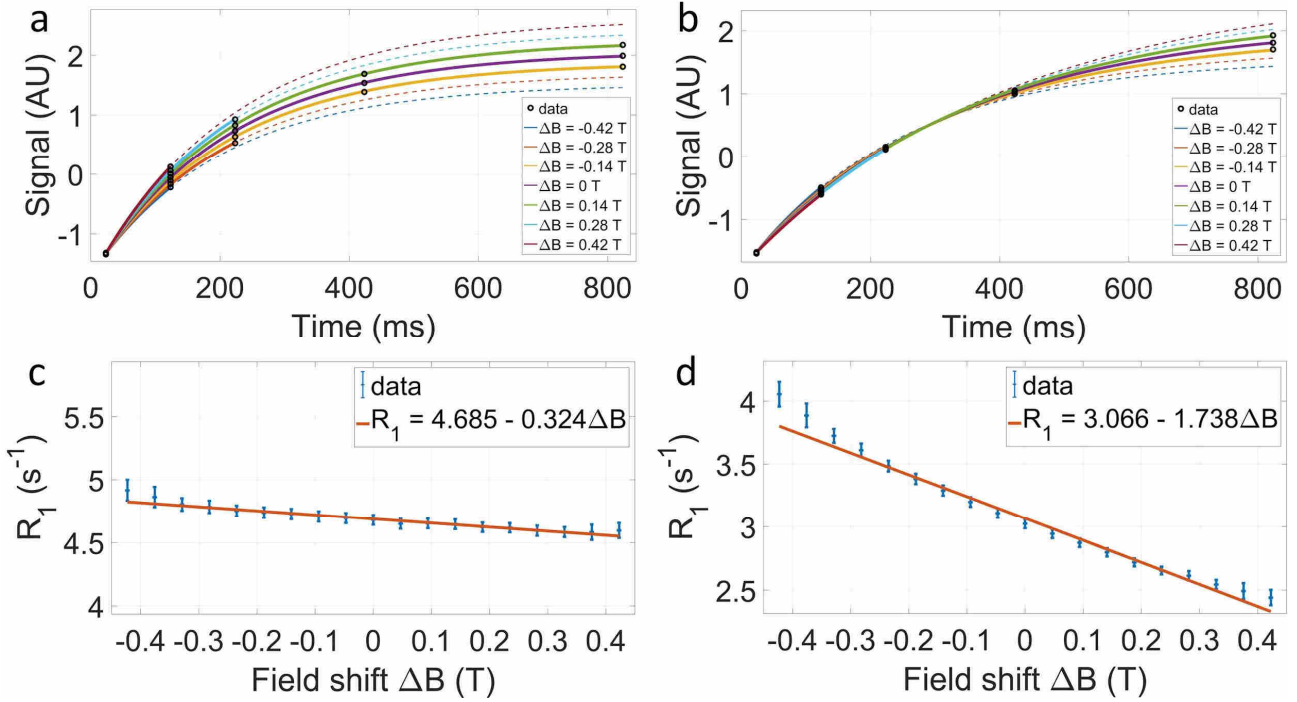 a
Signal (AU)
2
1
0
-1
0 200 400 600 800
Time (ms)
data
ΔB = -0.42 T
ΔB = -0.28 T
ΔB = -0.14 T
ΔB = 0 T
ΔB = 0.14 T
ΔB = 0.28 T
ΔB = 0.42 T
b
Signal (AU)
2
1
0
-1
0 200 400 600 800
Time (ms)
data
ΔB = -0.42 T
ΔB = -0.28 T
ΔB = -0.14 T
ΔB = 0 T
ΔB = 0.14 T
ΔB = 0.28 T
ΔB = 0.42 T
c
R₁ (s⁻¹)
5.5
5
4.5
4
-0.4 -0.3 -0.2 -0.1 0 0.1 0.2 0.3 0.4
Field shift ΔB (T)
data
R₁ = 4.685 - 0.324ΔB
d
R₁ (s⁻¹)
4
3.5
3
2.5
-0.4 -0.3 -0.2 -0.1 0 0.1 0.2 0.3 0.4
Field shift ΔB (T)
data
R₁ = 3.066 - 1.738ΔB